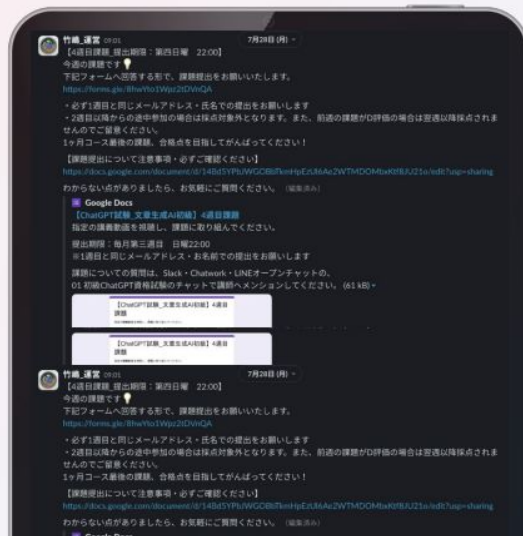 竹嶋_運営 09:01
7月28日(月)
【4週目課題_提出期限：第四日曜 22:00】
今週の課題です💡
下記フォームへ回答する形で、課題提出をお願いいたします。
https://forms.gle/8hwYto1Wpz2tDVnQA
・必ず1週目と同じメールアドレス・氏名での提出をお願いします
・2週目以降からの途中参加の場合は採点対象外となります。また、前週の課題がD評価の場合は翌週以降採点されま
せんのでご留意ください。
1ヶ月コース最後の課題、合格点を目指してがんばってください！
【課題提出について注意事項・必ずご確認ください】
わからない点がありましたら、お気軽にご質問ください。（編集済み）
Google Docs
【ChatGPT試験_文章生成AI初級】4週目課題
指定の講義動画を視聴し、課題に取り組んでください。
提出期限：毎月第三週目　日曜22:00
※1週目と同じメールアドレス・お名前での提出をお願いします
課題についての質問は、Slack・Chatwork・LINEオープンチャットの、
01 初級ChatGPT資格試験のチャットで講師へメンションしてください。(61 kB)
【ChatGPT試験_文章生成AI初級】4週目
課題
【ChatGPT試験_文章生成AI初級】4週目
課題
竹嶋_運営 09:01
7月28日(月)
【4週目課題_提出期限：第四日曜 22:00】
今週の課題です💡
下記フォームへ回答する形で、課題提出をお願いいたします。
https://forms.gle/8hwYto1Wpz2tDVnQA
・必ず1週目と同じメールアドレス・氏名での提出をお願いします
・2週目以降からの途中参加の場合は採点対象外となります。また、前週の課題がD評価の場合は翌週以降採点されま
せんのでご留意ください。
1ヶ月コース最後の課題、合格点を目指してがんばってください！
【課題提出について注意事項・必ずご確認ください】
わからない点がありましたら、お気軽にご質問ください。（編集済み）
Google Docs